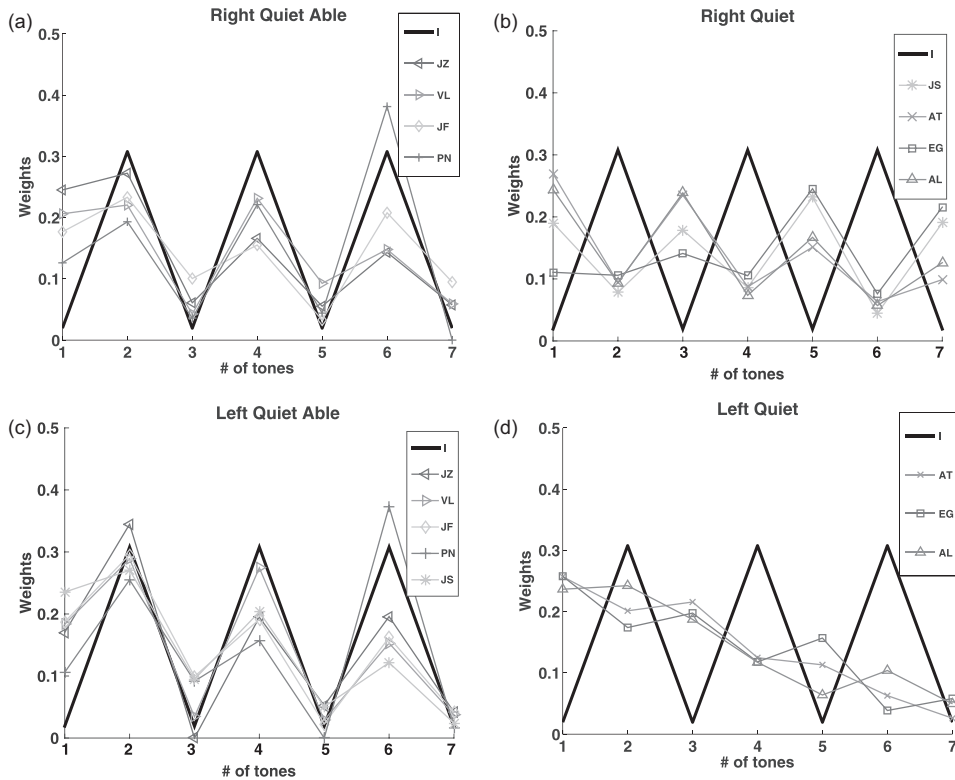 (a)
Right Quiet Able
Weights
0.5
0.4
0.3
0.2
0.1
0
1 2 3 4 5 6 7
# of tones
I
JZ
VL
JF
PN
(b)
Right Quiet
Weights
0.5
0.4
0.3
0.2
0.1
0
1 2 3 4 5 6 7
# of tones
I
JS
AT
EG
AL
(c)
Left Quiet Able
Weights
0.5
0.4
0.3
0.2
0.1
0
1 2 3 4 5 6 7
# of tones
I
JZ
VL
JF
PN
JS
(d)
Left Quiet
Weights
0.5
0.4
0.3
0.2
0.1
0
1 2 3 4 5 6 7
# of tones
I
AT
EG
AL